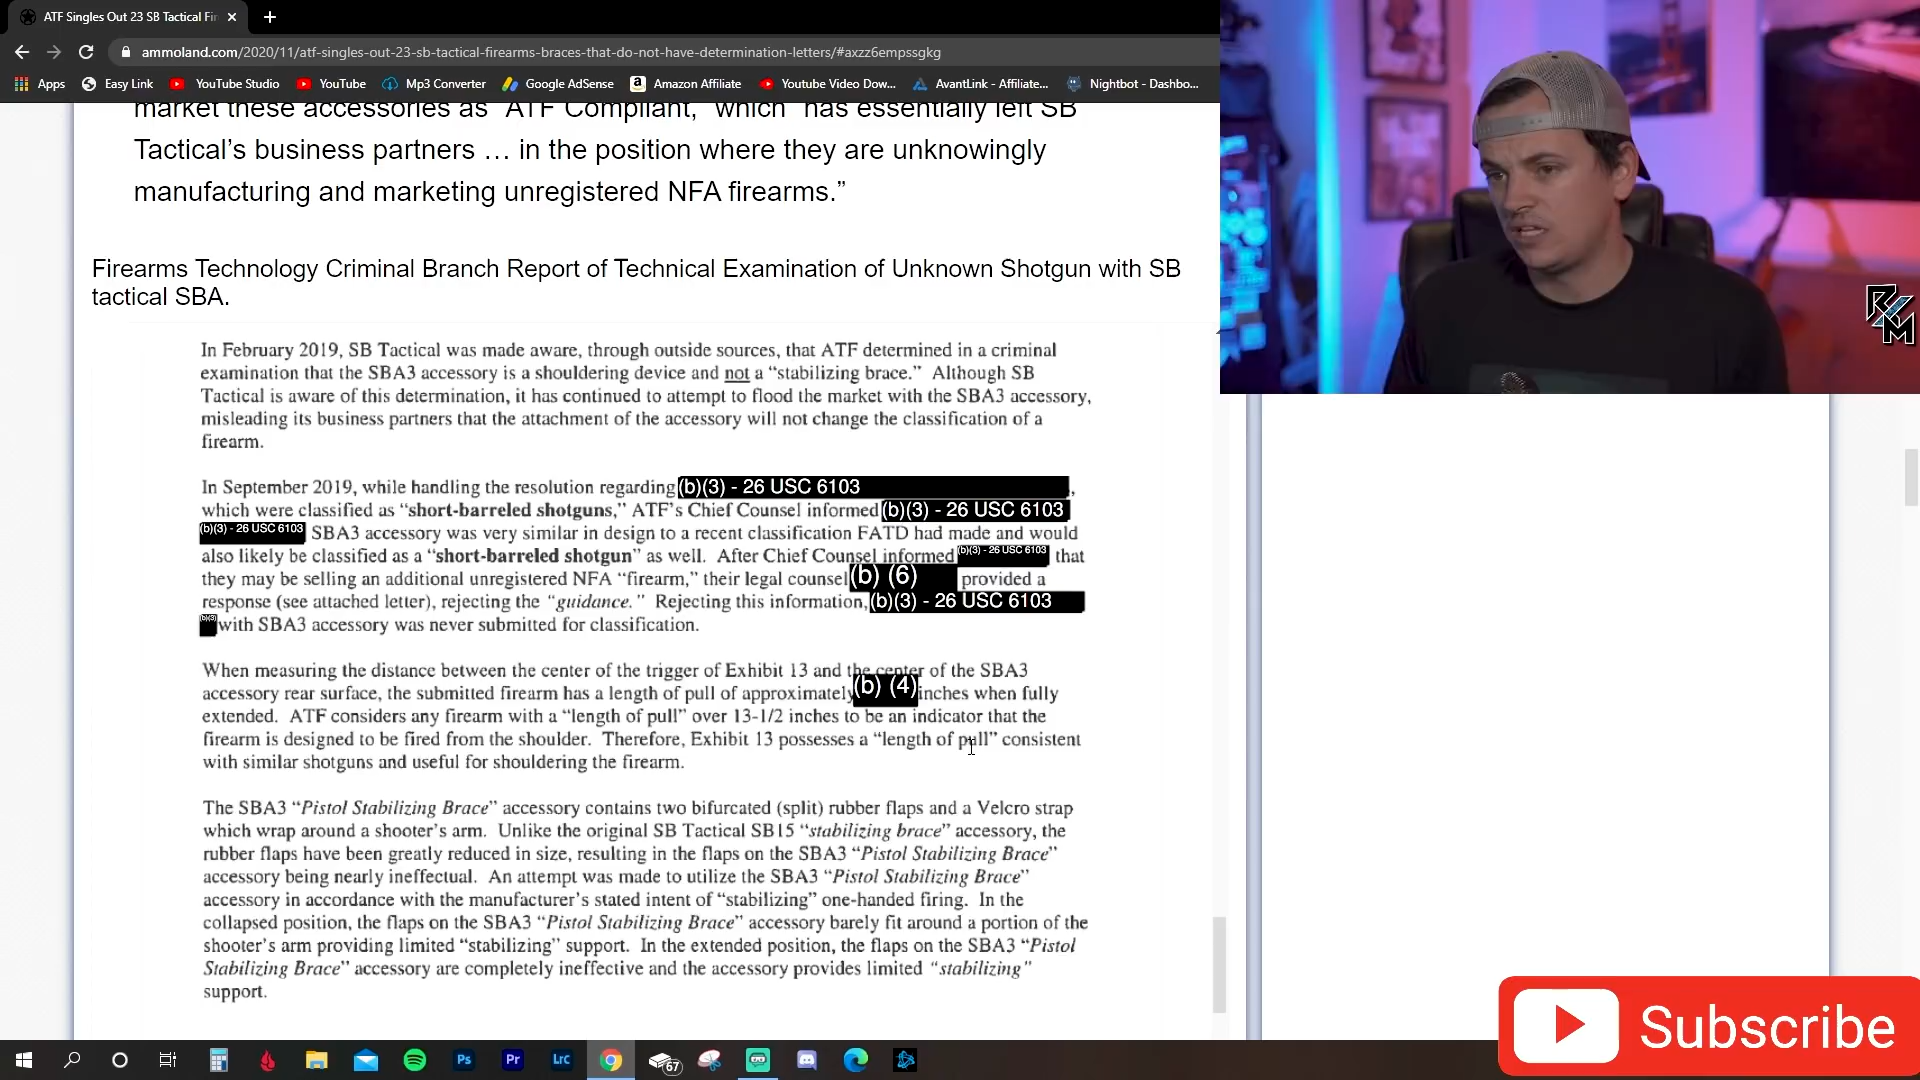 ATF Singles Out 23 SB Tactical Fir
ammoland.com/2020/11/atf-singles-out-23-sb-tactical-firearms-braces-that-do-not-have-determination-letters/#axzz6empssgkg
Apps Easy Link YouTube Studio YouTube Mp3 Converter Google AdSense Amazon Affiliate Youtube Video Dow... AvantLink - Affiliate... Nightbot - Dashbo...
market these accessories as "ATF Compliant," which "has essentially left SB
Tactical’s business partners … in the position where they are unknowingly
manufacturing and marketing unregistered NFA firearms.”
Firearms Technology Criminal Branch Report of Technical Examination of Unknown Shotgun with SB
tactical SBA.
In February 2019, SB Tactical was made aware, through outside sources, that ATF determined in a criminal
examination that the SBA3 accessory is a shouldering device and not a “stabilizing brace.” Although SB
Tactical is aware of this determination, it has continued to attempt to flood the market with the SBA3 accessory,
misleading its business partners that the attachment of the accessory will not change the classification of a
firearm.
In September 2019, while handling the resolution regarding (b)(3) - 26 USC 6103 ,
which were classified as “short-barreled shotguns,” ATF’s Chief Counsel informed (b)(3) - 26 USC 6103
(b)(3) - 26 USC 6103 SBA3 accessory was very similar in design to a recent classification FATD had made and would
also likely be classified as a “short-barreled shotgun” as well. After Chief Counsel informed (b)(3) - 26 USC 6103 that
they may be selling an additional unregistered NFA “firearm,” their legal counsel (b) (6) provided a
response (see attached letter), rejecting the “guidance.” Rejecting this information, (b)(3) - 26 USC 6103
(b)(3) with SBA3 accessory was never submitted for classification.
When measuring the distance between the center of the trigger of Exhibit 13 and the center of the SBA3
accessory rear surface, the submitted firearm has a length of pull of approximately (b) (4) inches when fully
extended. ATF considers any firearm with a “length of pull” over 13-1/2 inches to be an indicator that the
firearm is designed to be fired from the shoulder. Therefore, Exhibit 13 possesses a “length of pull” consistent
with similar shotguns and useful for shouldering the firearm.
The SBA3 “Pistol Stabilizing Brace” accessory contains two bifurcated (split) rubber flaps and a Velcro strap
which wrap around a shooter’s arm. Unlike the original SB Tactical SB15 “stabilizing brace” accessory, the
rubber flaps have been greatly reduced in size, resulting in the flaps on the SBA3 “Pistol Stabilizing Brace”
accessory being nearly ineffectual. An attempt was made to utilize the SBA3 “Pistol Stabilizing Brace”
accessory in accordance with the manufacturer’s stated intent of “stabilizing” one-handed firing. In the
collapsed position, the flaps on the SBA3 “Pistol Stabilizing Brace” accessory barely fit around a portion of the
shooter’s arm providing limited “stabilizing” support. In the extended position, the flaps on the SBA3 “Pistol
Stabilizing Brace” accessory are completely ineffective and the accessory provides limited “stabilizing”
support.
Subscribe
Ps Pr Lrc 67